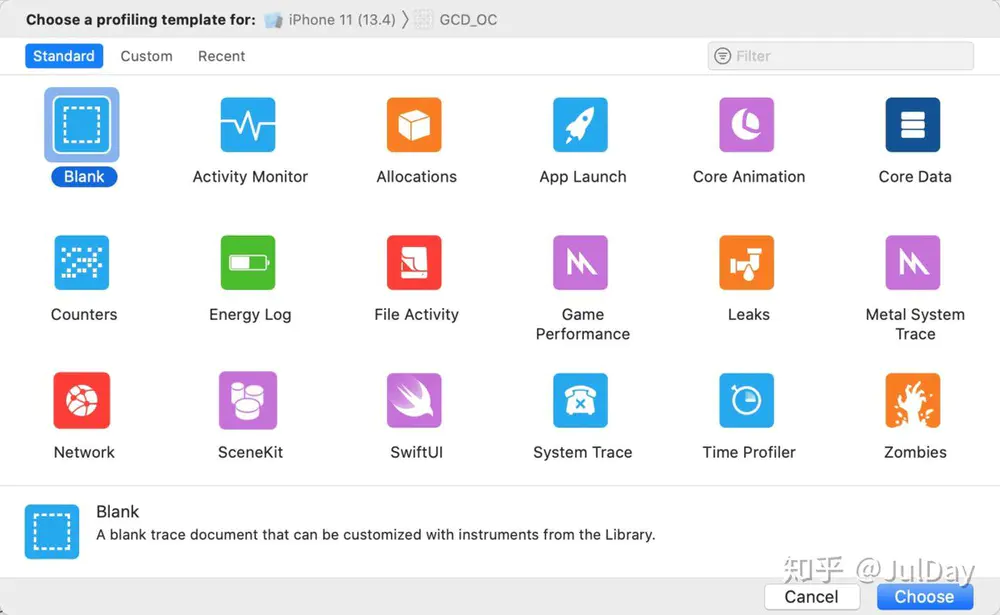 Choose a profiling template for: iPhone 11 (13.4) 〉 GCD_OC
Standard Custom Recent Filter
Blank Activity Monitor Allocations App Launch Core Animation Core Data
Counters Energy Log File Activity Game Performance Leaks Metal System Trace
Network SceneKit SwiftUI System Trace Time Profiler Zombies
Blank
A blank trace document that can be customized with instruments from the Library.
知乎 @JulDay
Cancel Choose